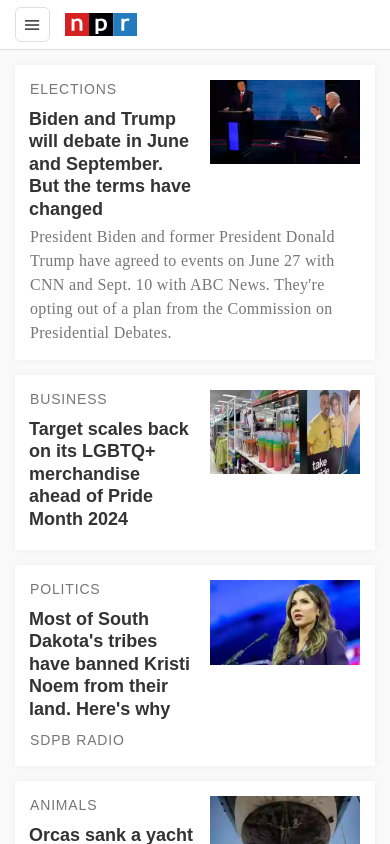 npr
ELECTIONS
Biden and Trump
will debate in June
and September.
But the terms have
changed
President Biden and former President Donald
Trump have agreed to events on June 27 with
CNN and Sept. 10 with ABC News. They're
opting out of a plan from the Commission on
Presidential Debates.
BUSINESS
Target scales back
on its LGBTQ+
merchandise
ahead of Pride
Month 2024
take
POLITICS
Most of South
Dakota's tribes
have banned Kristi
Noem from their
land. Here's why
SDPB RADIO
ANIMALS
Orcas sank a yacht